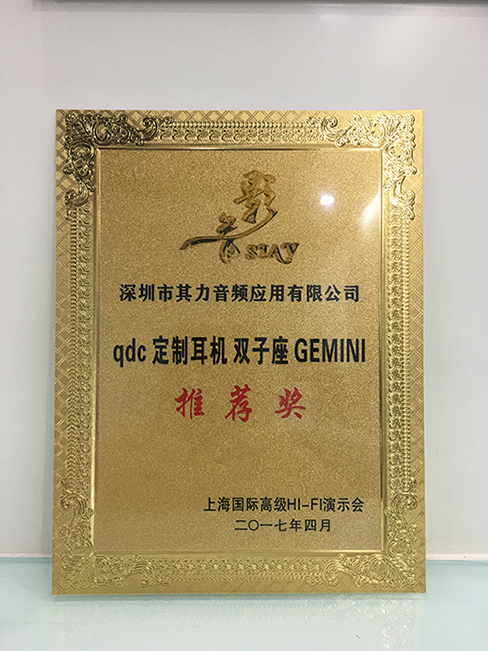 影音
SIAV
深圳市其力音频应用有限公司
qdc 定制耳机 双子座 GEMINI
推荐奖
上海国际高级HI-FI演示会
二〇一七年四月